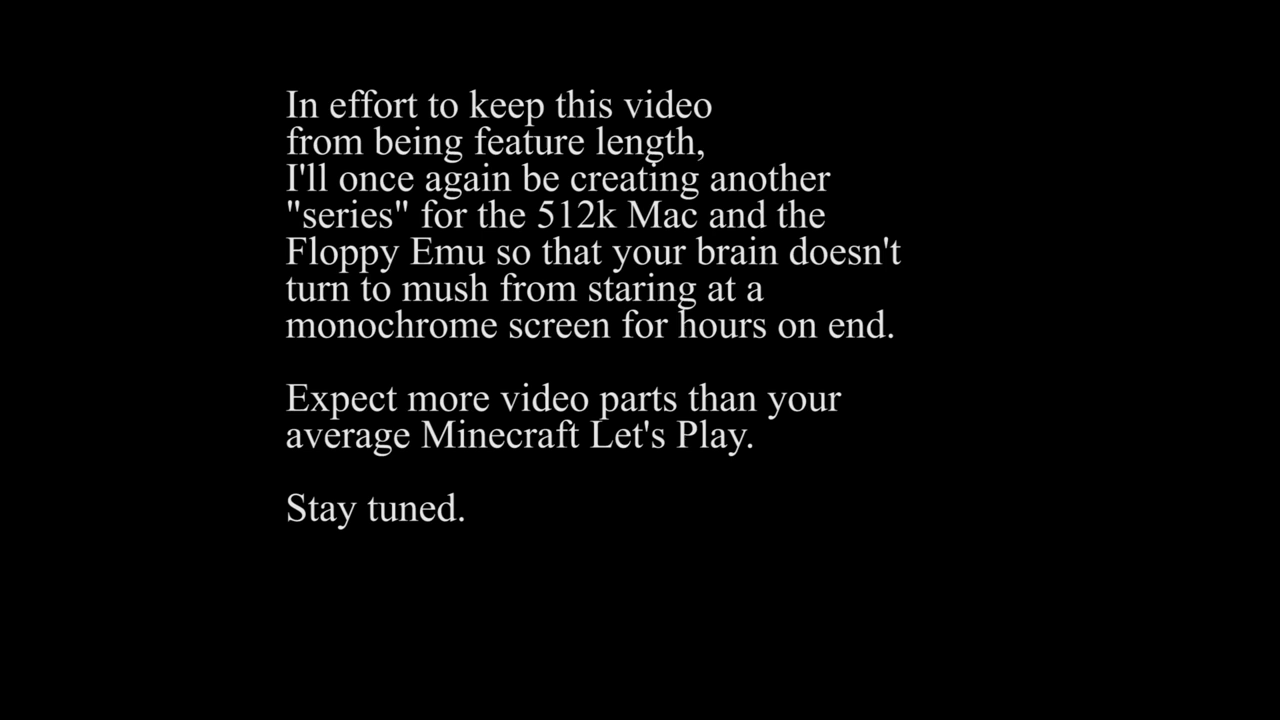 In effort to keep this video
from being feature length,
I'll once again be creating another
"series" for the 512k Mac and the
Floppy Emu so that your brain doesn't
turn to mush from staring at a
monochrome screen for hours on end.
Expect more video parts than your
average Minecraft Let's Play.
Stay tuned.